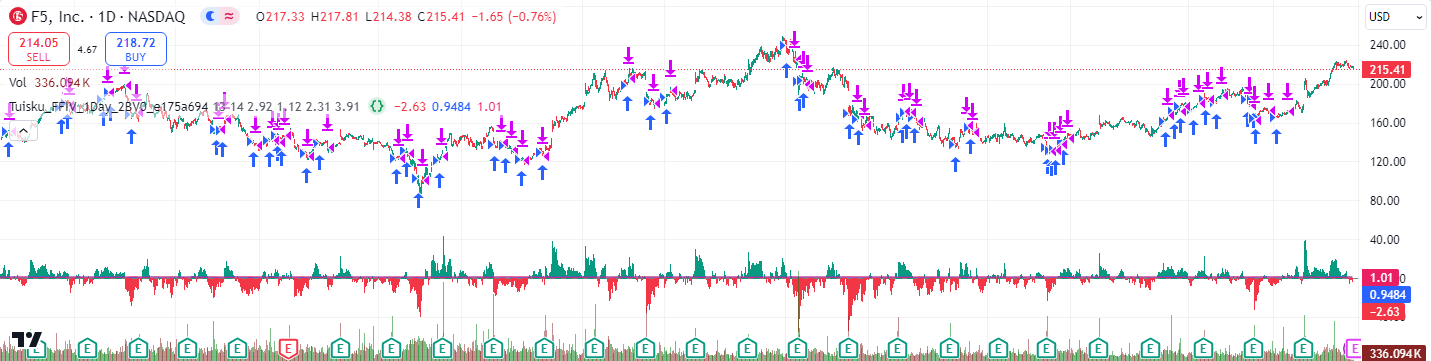 F5, Inc. · 1D · NASDAQ O217.33 H217.81 L214.38 C215.41 −1.65 (−0.76%)
USD
214.05 4.67 218.72
SELL BUY
240.00
215.41
Vol 336.094K
200.00
Tuisku_FFIV_1Day_2BV0_e175a694 13 14 2.92 1.12 2.31 3.91 −2.63 0.9484 1.01
160.00
120.00
80.00
40.00
1.01
0.9484
−2.63
E E E E E E E E E E E E E E E E E E E E E E E E E E E
336.094K